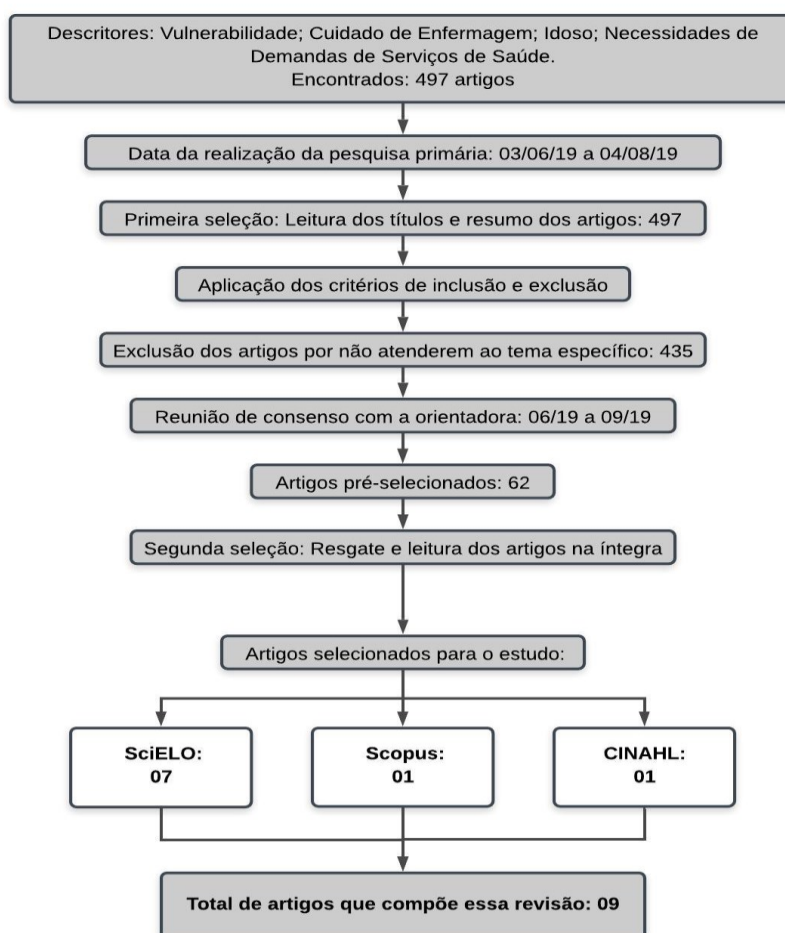 Descritores: Vulnerabilidade; Cuidado de Enfermagem; Idoso; Necessidades de
Demandas de Serviços de Saúde.
Encontrados: 497 artigos
Data da realização da pesquisa primária: 03/06/19 a 04/08/19
Primeira seleção: Leitura dos títulos e resumo dos artigos: 497
Aplicação dos critérios de inclusão e exclusão
Exclusão dos artigos por não atenderem ao tema específico: 435
Reunião de consenso com a orientadora: 06/19 a 09/19
Artigos pré-selecionados: 62
Segunda seleção: Resgate e leitura dos artigos na íntegra
Artigos selecionados para o estudo:
SciELO:
07
Scopus:
01
CINAHL:
01
Total de artigos que compõe essa revisão: 09